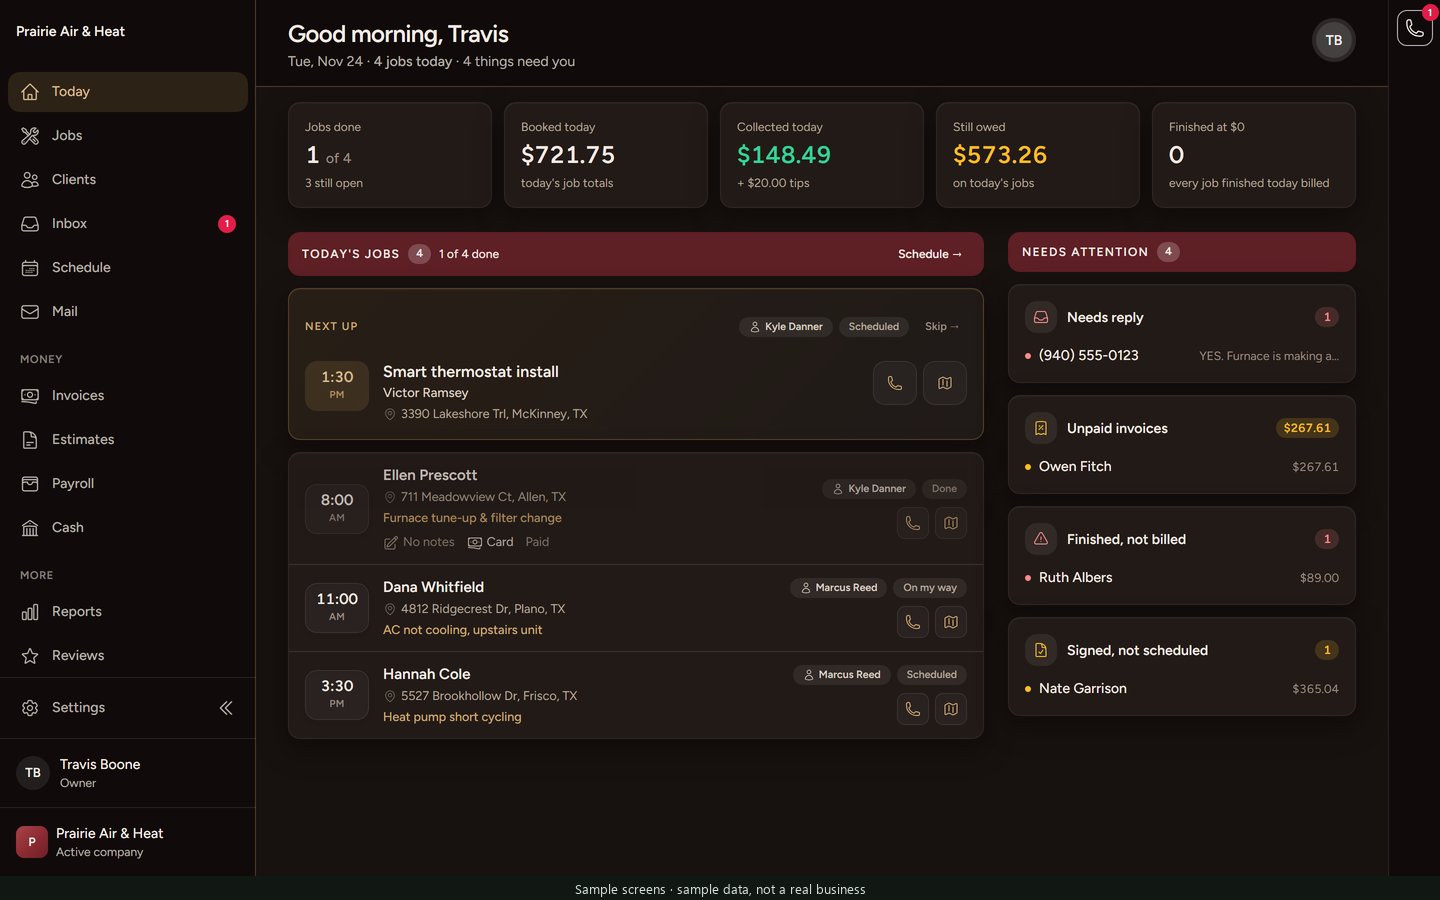 Prairie Air & Heat
Today
Jobs
Clients
Inbox 1
Schedule
Mail
MONEY
Invoices
Estimates
Payroll
Cash
MORE
Reports
Reviews
Settings
TB
Travis Boone
Owner
P
Prairie Air & Heat
Active company
Good morning, Travis
Tue, Nov 24 · 4 jobs today · 4 things need you
TB
1
Jobs done
1 of 4
3 still open
Booked today
$721.75
today's job totals
Collected today
$148.49
+ $20.00 tips
Still owed
$573.26
on today's jobs
Finished at $0
0
every job finished today billed
TODAY'S JOBS 4 1 of 4 done Schedule →
NEXT UP Kyle Danner Scheduled Skip →
1:30
PM
Smart thermostat install
Victor Ramsey
3390 Lakeshore Trl, McKinney, TX
8:00
AM
Ellen Prescott
711 Meadowview Ct, Allen, TX
Furnace tune-up & filter change
No notes Card Paid
Kyle Danner Done
11:00
AM
Dana Whitfield
4812 Ridgecrest Dr, Plano, TX
AC not cooling, upstairs unit
Marcus Reed On my way
3:30
PM
Hannah Cole
5527 Brookhollow Dr, Frisco, TX
Heat pump short cycling
Marcus Reed Scheduled
NEEDS ATTENTION 4
Needs reply 1
(940) 555-0123 YES. Furnace is making a...
Unpaid invoices $267.61
Owen Fitch $267.61
Finished, not billed 1
Ruth Albers $89.00
Signed, not scheduled 1
Nate Garrison $365.04
Sample screens · sample data, not a real business